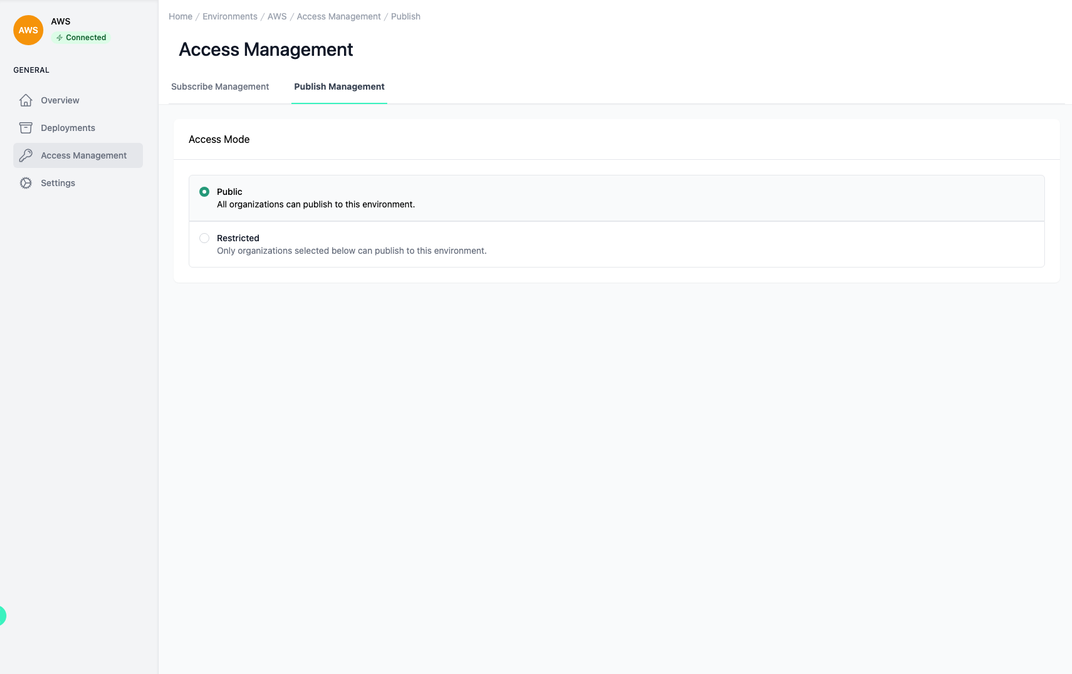 AWS
AWS
Connected
GENERAL
Overview
Deployments
Access Management
Settings
Home / Environments / AWS / Access Management / Publish
Access Management
Subscribe Management
Publish Management
Access Mode
Public
All organizations can publish to this environment.
Restricted
Only organizations selected below can publish to this environment.